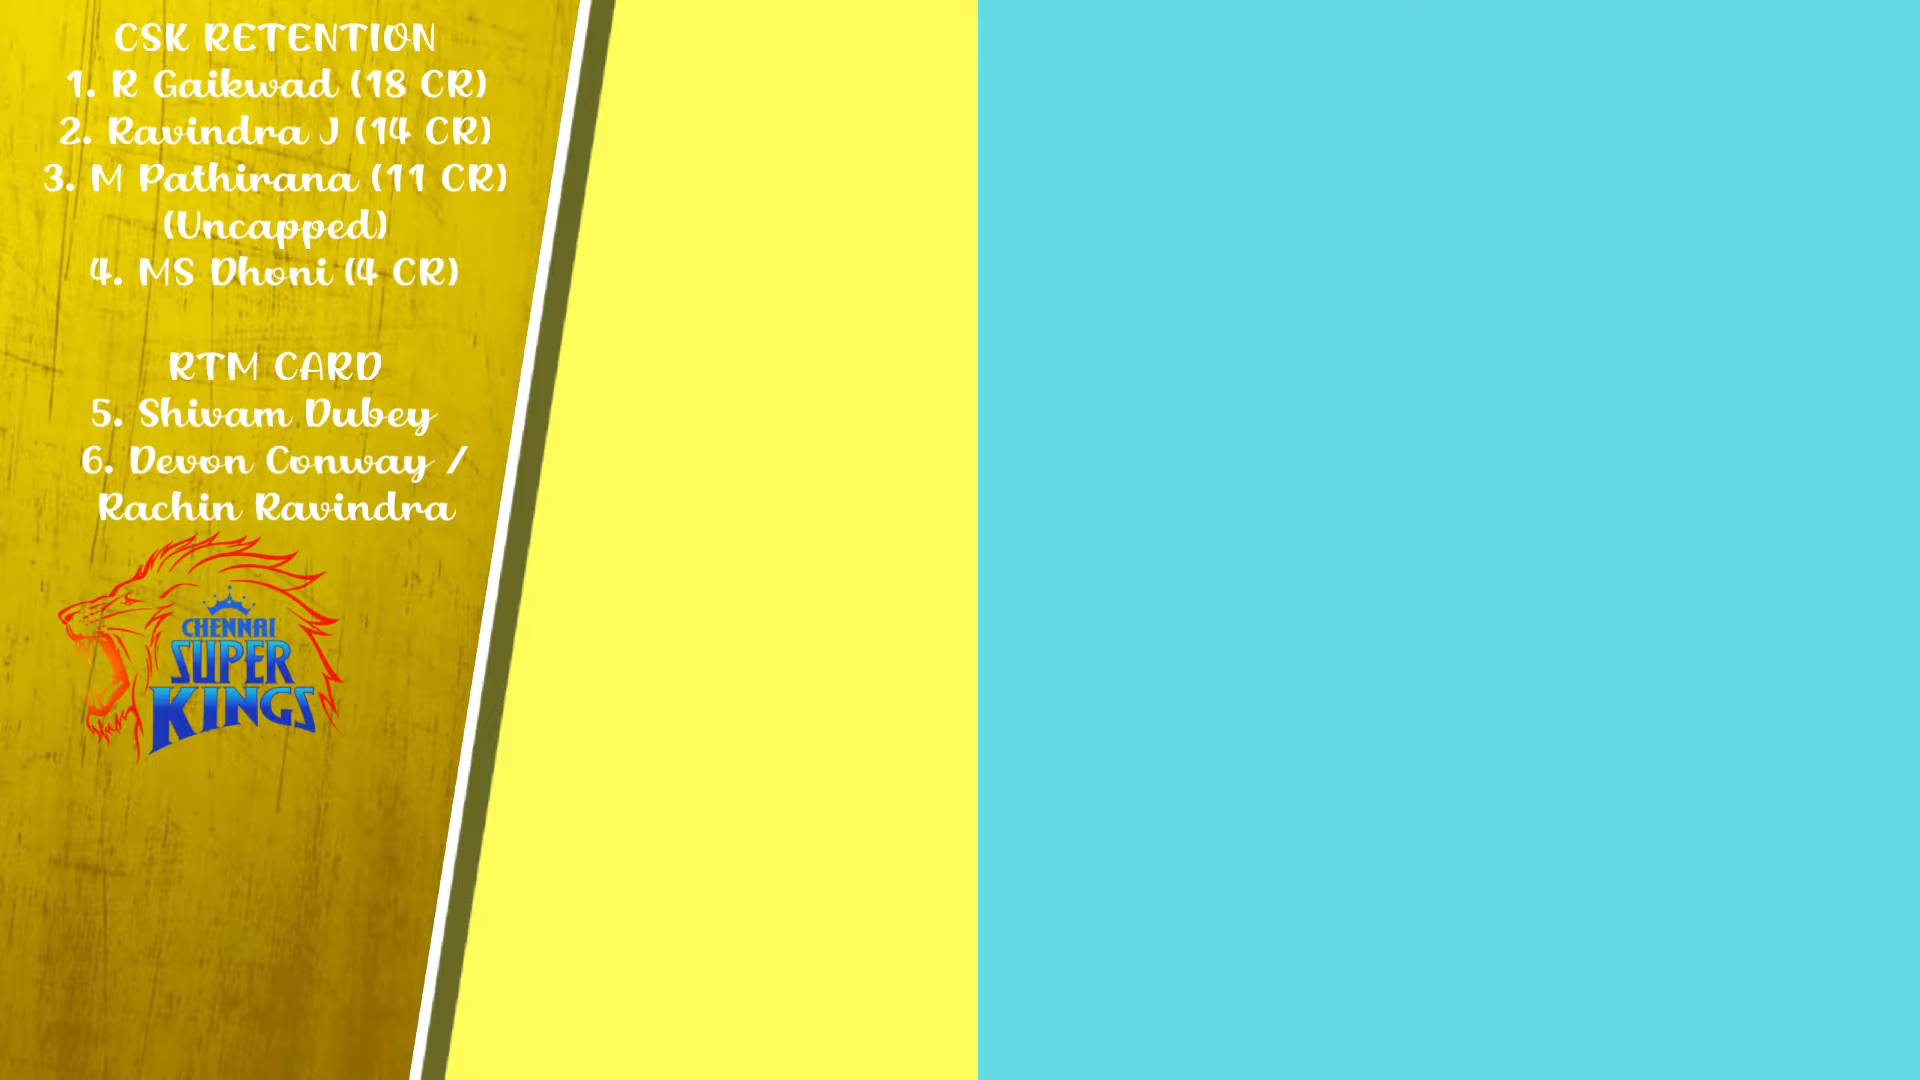 CSK RETENTION
1. R Gaikwad (18 CR)
2. Ravindra J (14 CR)
3. M Pathirana (11 CR)
(Uncapped)
4. MS Dhoni (4 CR)
RTM CARD
5. Shivam Dubey
6. Devon Conway /
Rachin Ravindra
CHENNAI
SUPER
KINGS